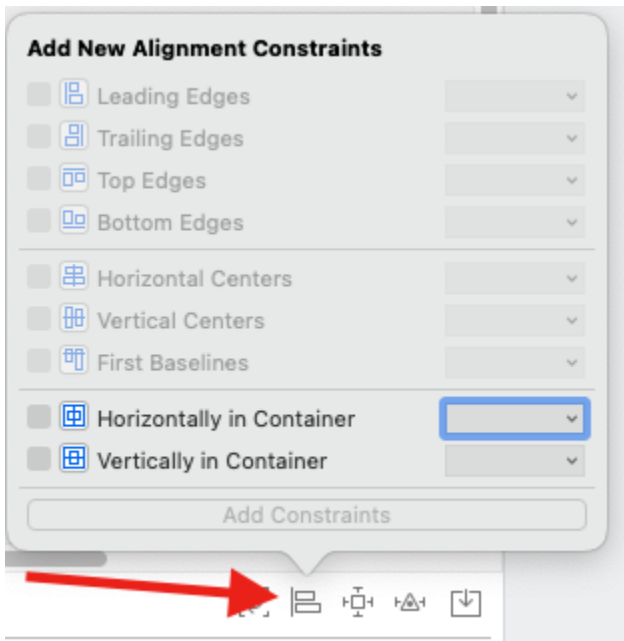 Add New Alignment Constraints
Leading Edges
Trailing Edges
Top Edges
Bottom Edges
Horizontal Centers
Vertical Centers
First Baselines
Horizontally in Container
Vertically in Container
Add Constraints